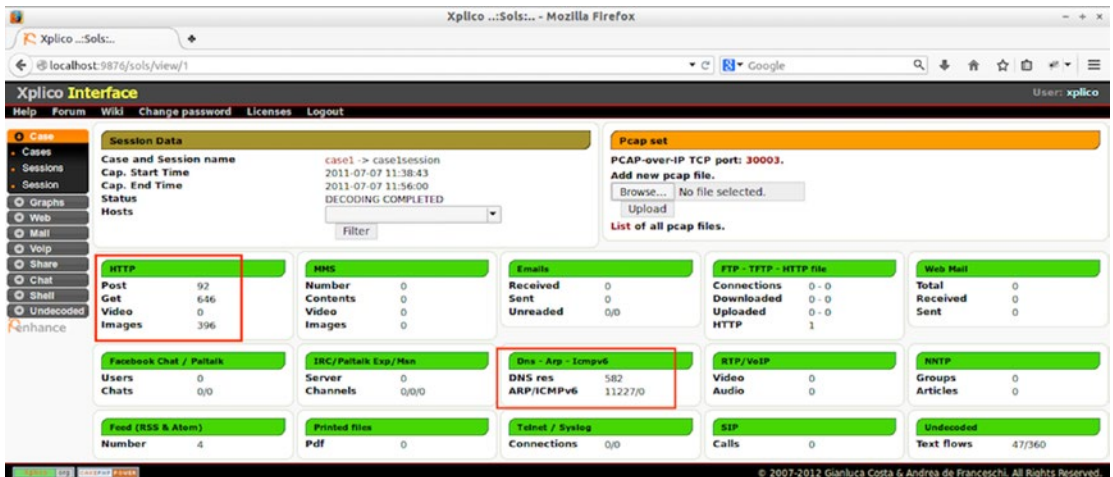 Xplico ..:Sols:.. - Mozilla Firefox
Xplico ..:Sols:..
localhost:9876/sols/view/1
Google
Xplico Interface
User: xplico
Help Forum Wiki Change password Licenses Logout
Case
Cases
Sessions
Session
Graphs
Web
Mail
Voip
Share
Chat
Shell
Undecoded
enhance
Session Data
Case and Session name case1 -> case1session
Cap. Start Time 2011-07-07 11:38:43
Cap. End Time 2011-07-07 11:56:00
Status DECODING COMPLETED
Hosts
Filter
Pcap set
PCAP-over-IP TCP port: 30003.
Add new pcap file.
Browse... No file selected.
Upload
List of all pcap files.
HTTP
Post 92
Get 646
Video 0
Images 396
MMS
Number 0
Contents 0
Video 0
Images 0
Emails
Received 0
Sent 0
Unreaded 0/0
FTP - TFTP - HTTP file
Connections 0 - 0
Downloaded 0 - 0
Uploaded 0 - 0
HTTP 1
Web Mail
Total 0
Received 0
Sent 0
Facebook Chat / Paltalk
Users 0
Chats 0/0
IRC/Paltalk Exp/Msn
Server 0
Channels 0/0/0
Dns - Arp - Icmpv6
DNS res 582
ARP/ICMPv6 11227/0
RTP/VoIP
Video 0
Audio 0
NNTP
Groups 0
Articles 0
Feed (RSS & Atom)
Number 4
Printed files
Pdf 0
Telnet / Syslog
Connections 0/0
SIP
Calls 0
Undecoded
Text flows 47/360
© 2007-2012 Gianluca Costa & Andrea de Franceschi. All Rights Reserved.